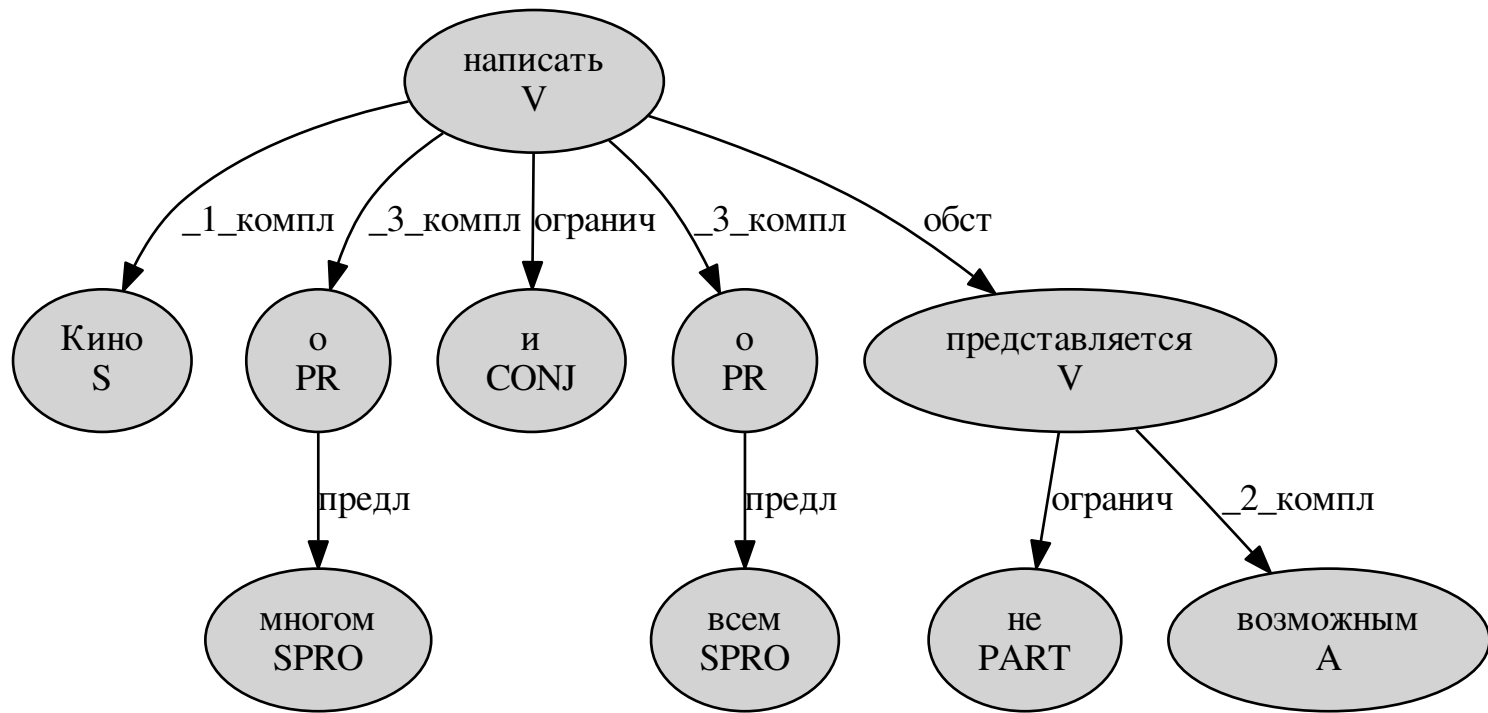 написать
V
_1_компл
_3_компл
огранич
_3_компл
обст
Кино
S
о
PR
и
CONJ
о
PR
представляется
V
предл
предл
огранич
_2_компл
многом
SPRO
всем
SPRO
не
PART
возможным
A